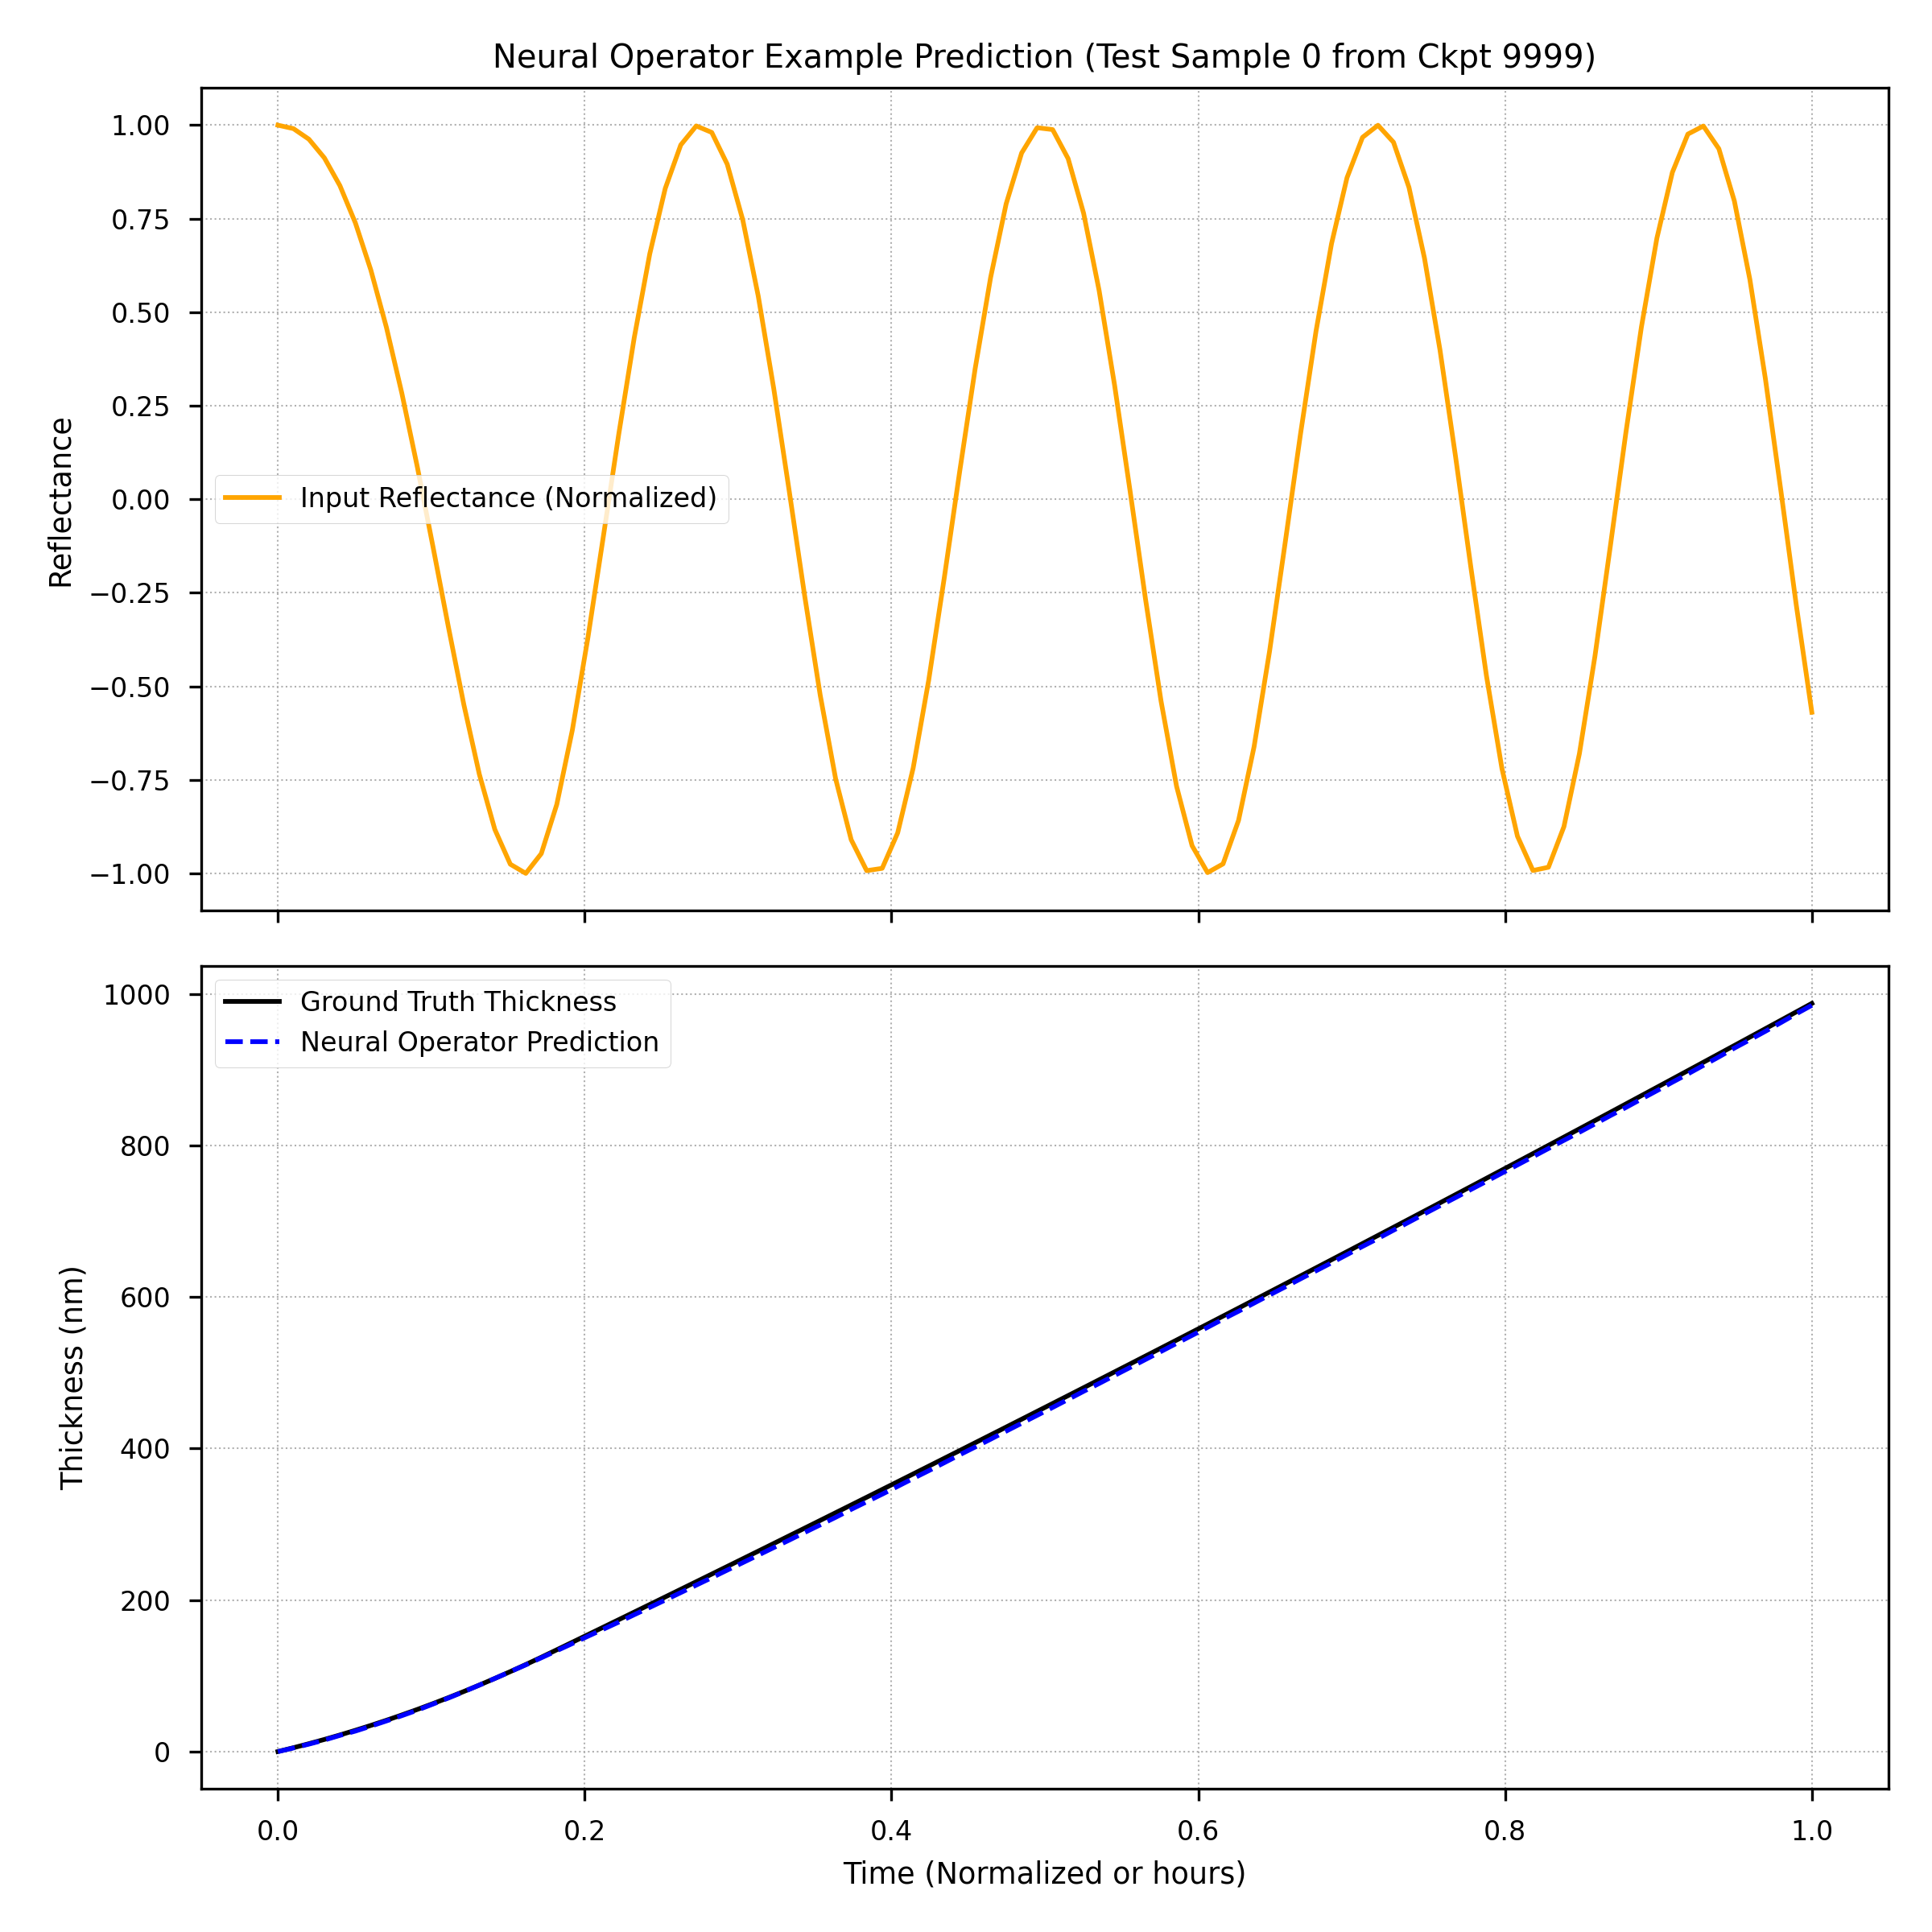 Neural Operator Example Prediction (Test Sample 0 from Ckpt 9999)
Reflectance
1.00
0.75
0.50
0.25
0.00
−0.25
−0.50
−0.75
−1.00
Input Reflectance (Normalized)
Thickness (nm)
1000
800
600
400
200
0
Ground Truth Thickness
Neural Operator Prediction
0.0 0.2 0.4 0.6 0.8 1.0
Time (Normalized or hours)